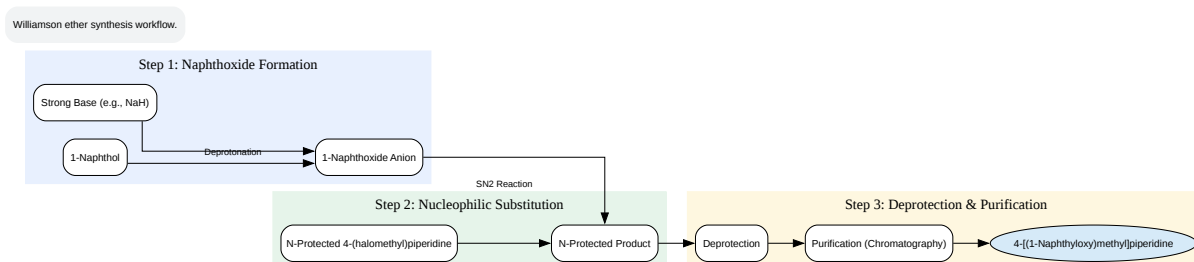 Williamson ether synthesis workflow.
Step 1: Naphthoxide Formation
Strong Base (e.g., NaH)
Deprotonation
1-Naphthol
1-Naphthoxide Anion
SN2 Reaction
Step 2: Nucleophilic Substitution
N-Protected 4-(halomethyl)piperidine
N-Protected Product
Step 3: Deprotection & Purification
Deprotection
Purification (Chromatography)
4-[(1-Naphthyloxy)methyl]piperidine